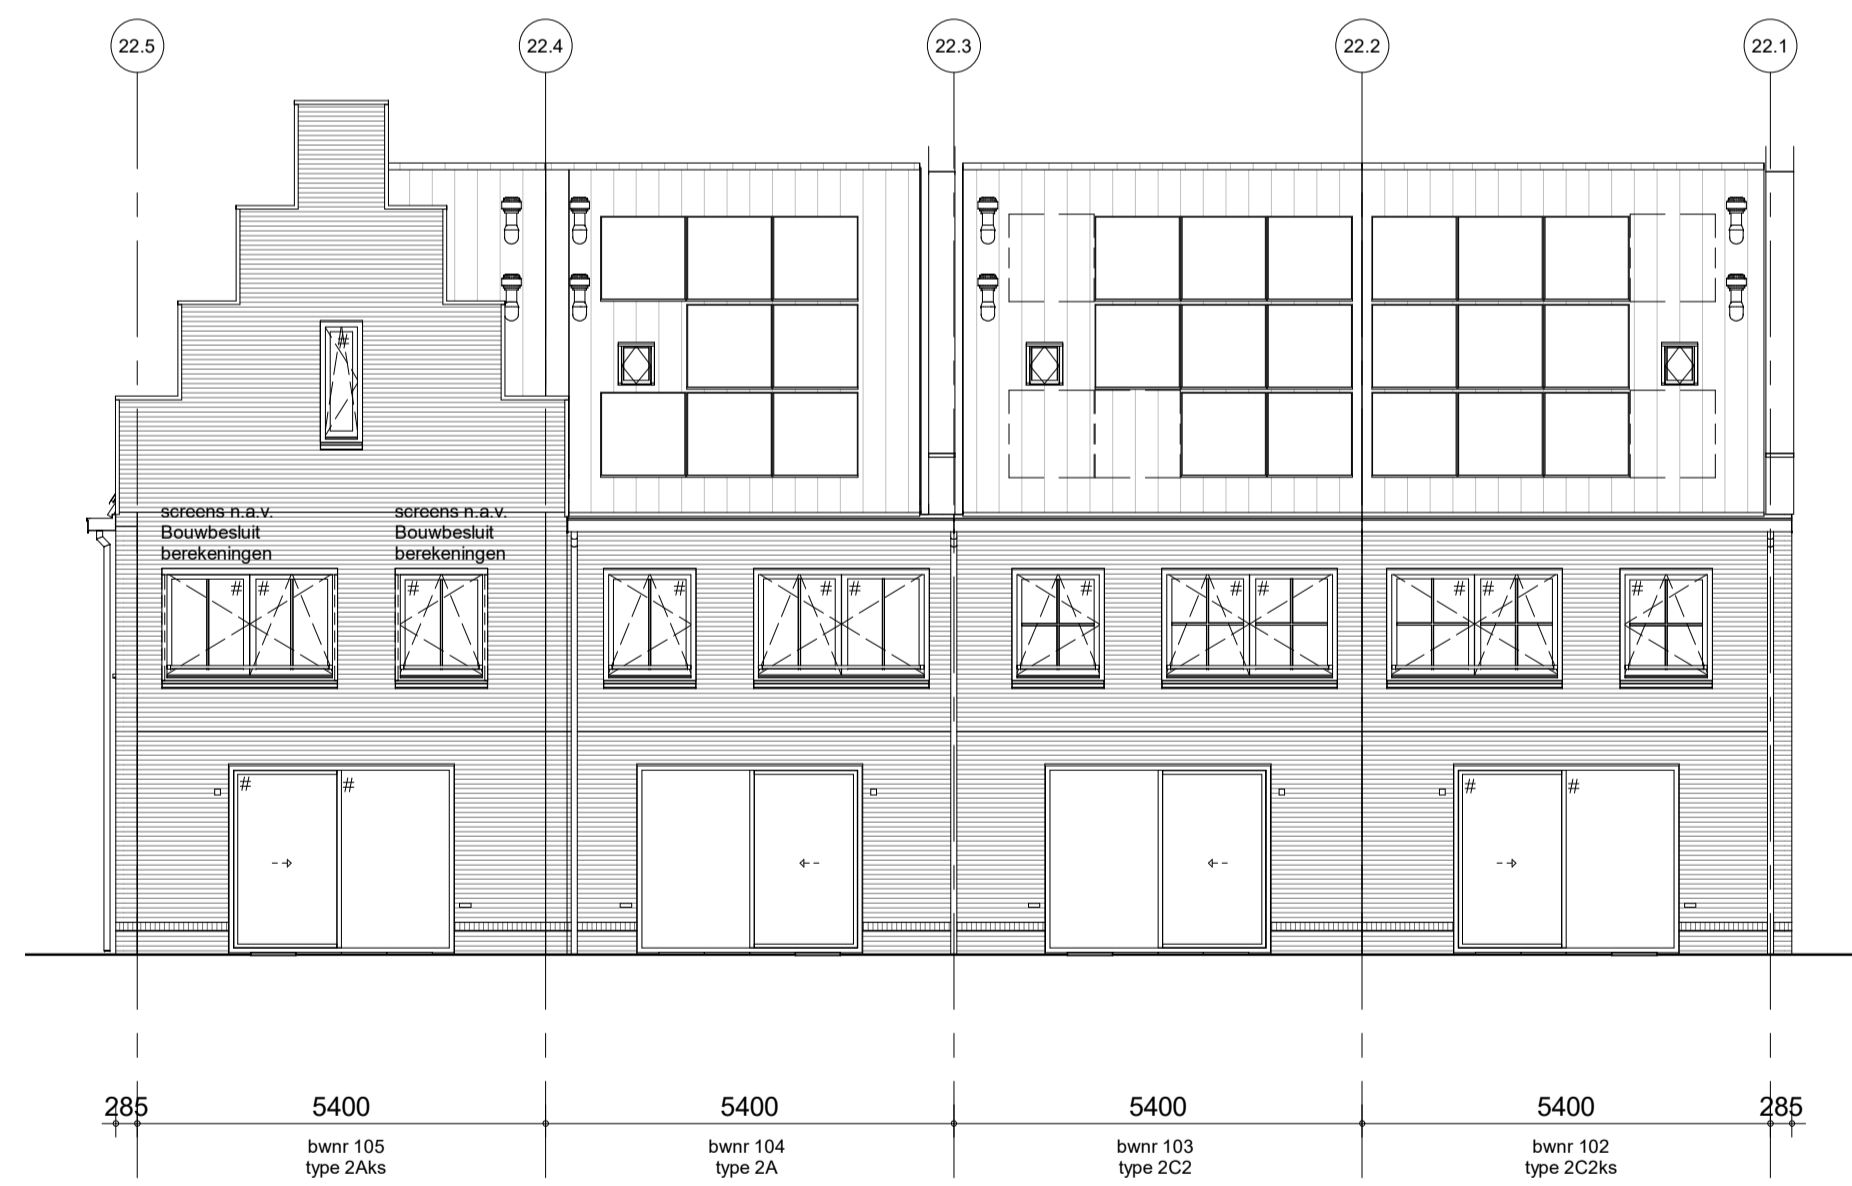 22.5 22.4 22.3 22.2 22.1
#
screens n.a.v. screens n.a.v.
Bouwbesluit Bouwbesluit
berekeningen berekeningen
# # # # # # # # # # # #
# # # #
285 5400 5400 5400 5400 285
bwnr 105 bwnr 104 bwnr 103 bwnr 102
type 2Aks type 2A type 2C2 type 2C2ks